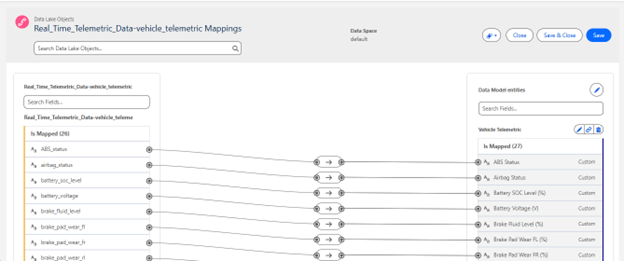 Data Lake Objects
Real_Time_Telemetric_Data-vehicle_telemetric Mappings
Search Data Lake Objects...
Data Space
default
Close
Save & Close
Save
Real_Time_Telemetric_Data-vehicle_telemetric
Search Fields...
Real_Time_Telemetric_Data-vehicle_teleme
Is Mapped (26)
ABS_status
airbag_status
battery_soc_level
battery_voltage
brake_fluid_level
brake_pad_wear_fl
brake_pad_wear_fr
brake_pad_wear_rl
Data Model entities
Search Fields...
Vehicle Telemetric
Is Mapped (27)
ABS Status Custom
Airbag Status Custom
Battery SOC Level (%) Custom
Battery Voltage (V) Custom
Brake Fluid Level (%) Custom
Brake Pad Wear FL (%) Custom
Brake Pad Wear FR (%) Custom